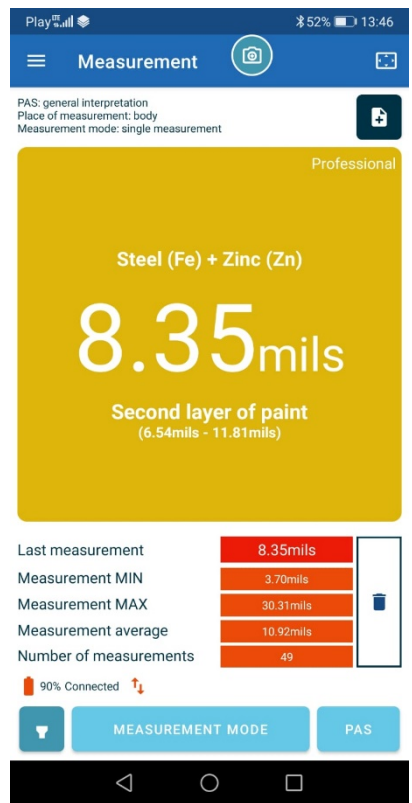 Play 52% 13:46
Measurement
PAS: general interpretation
Place of measurement: body
Measurement mode: single measurement
Professional
Steel (Fe) + Zinc (Zn)
8.35mils
Second layer of paint
(6.54mils - 11.81mils)
Last measurement 8.35mils
Measurement MIN 3.70mils
Measurement MAX 30.31mils
Measurement average 10.92mils
Number of measurements 49
90% Connected
MEASUREMENT MODE PAS